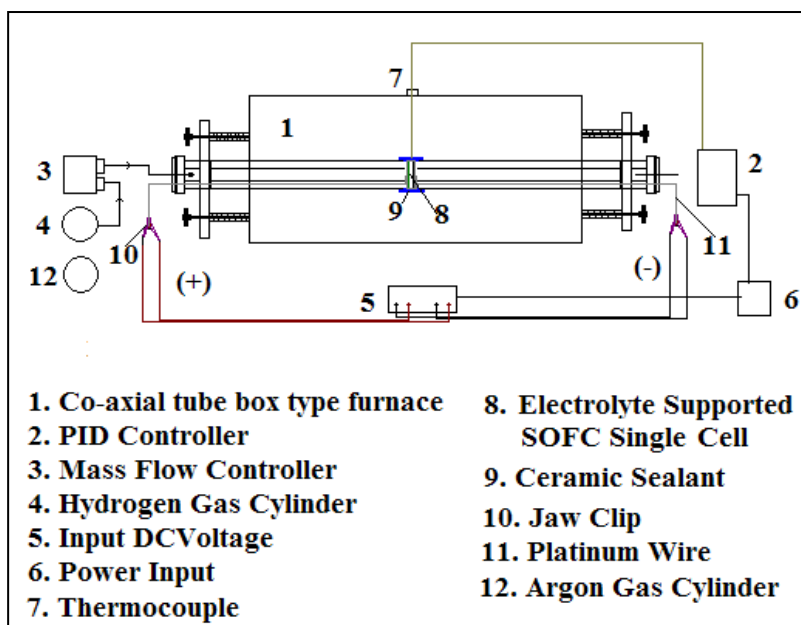 7
1
2
3
4
9
8
10
11
12
(+)
(-)
5
6
1. Co-axial tube box type furnace
2. PID Controller
3. Mass Flow Controller
4. Hydrogen Gas Cylinder
5. Input DCVoltage
6. Power Input
7. Thermocouple
8. Electrolyte Supported
SOFC Single Cell
9. Ceramic Sealant
10. Jaw Clip
11. Platinum Wire
12. Argon Gas Cylinder